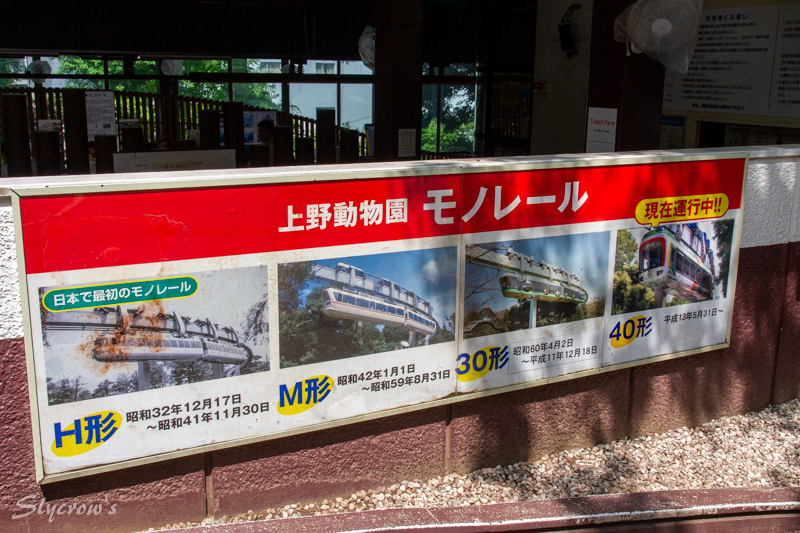 Ticket Fare
上野動物園 モノレール
現在運行中!!
日本で最初のモノレール
H形
昭和32年12月17日
〜昭和41年11月30日
M形
昭和42年1月1日
〜昭和59年8月31日
30形
昭和60年4月2日
〜平成11年12月18日
40形
平成13年5月31日〜
Slycrow's